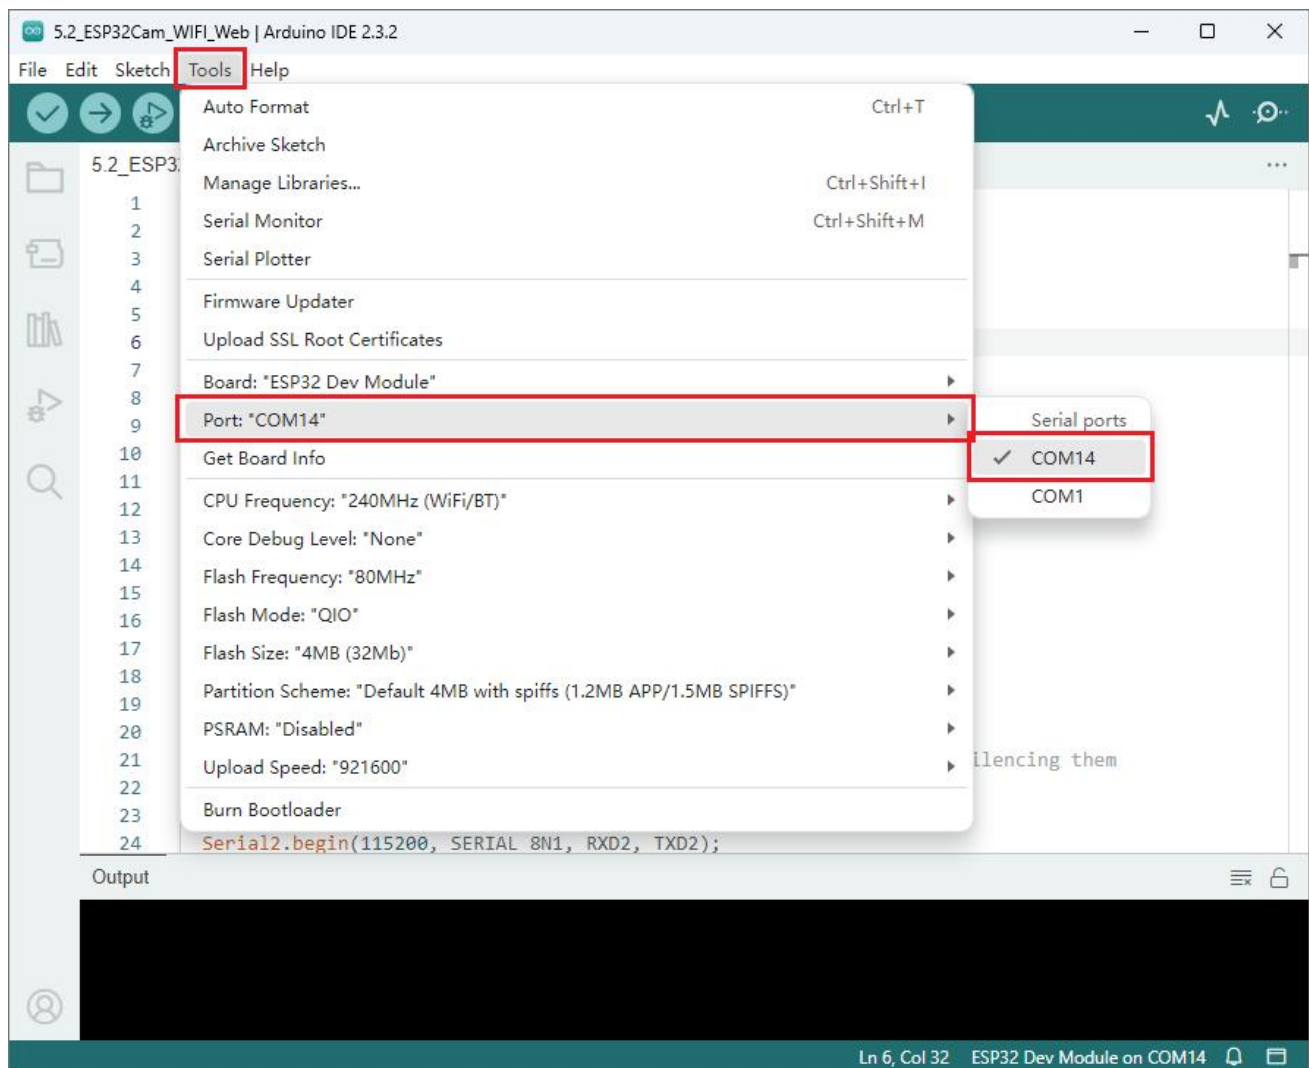 5.2_ESP32Cam_WIFI_Web | Arduino IDE 2.3.2
File Edit Sketch Tools Help
5.2_ESP3
Auto Format Ctrl+T
Archive Sketch
Manage Libraries... Ctrl+Shift+I
Serial Monitor Ctrl+Shift+M
Serial Plotter
Firmware Updater
Upload SSL Root Certificates
Board: "ESP32 Dev Module"
Port: "COM14"
Get Board Info
CPU Frequency: "240MHz (WiFi/BT)"
Core Debug Level: "None"
Flash Frequency: "80MHz"
Flash Mode: "QIO"
Flash Size: "4MB (32Mb)"
Partition Scheme: "Default 4MB with spiffs (1.2MB APP/1.5MB SPIFFS)"
PSRAM: "Disabled"
Upload Speed: "921600"
Burn Bootloader
Serial ports
COM14
COM1
1
2
3
4
5
6
7
8
9
10
11
12
13
14
15
16
17
18
19
20
21 ilencing them
22
23
24 Serial2.begin(115200, SERIAL_8N1, RXD2, TXD2);
Output
Ln 6, Col 32 ESP32 Dev Module on COM14